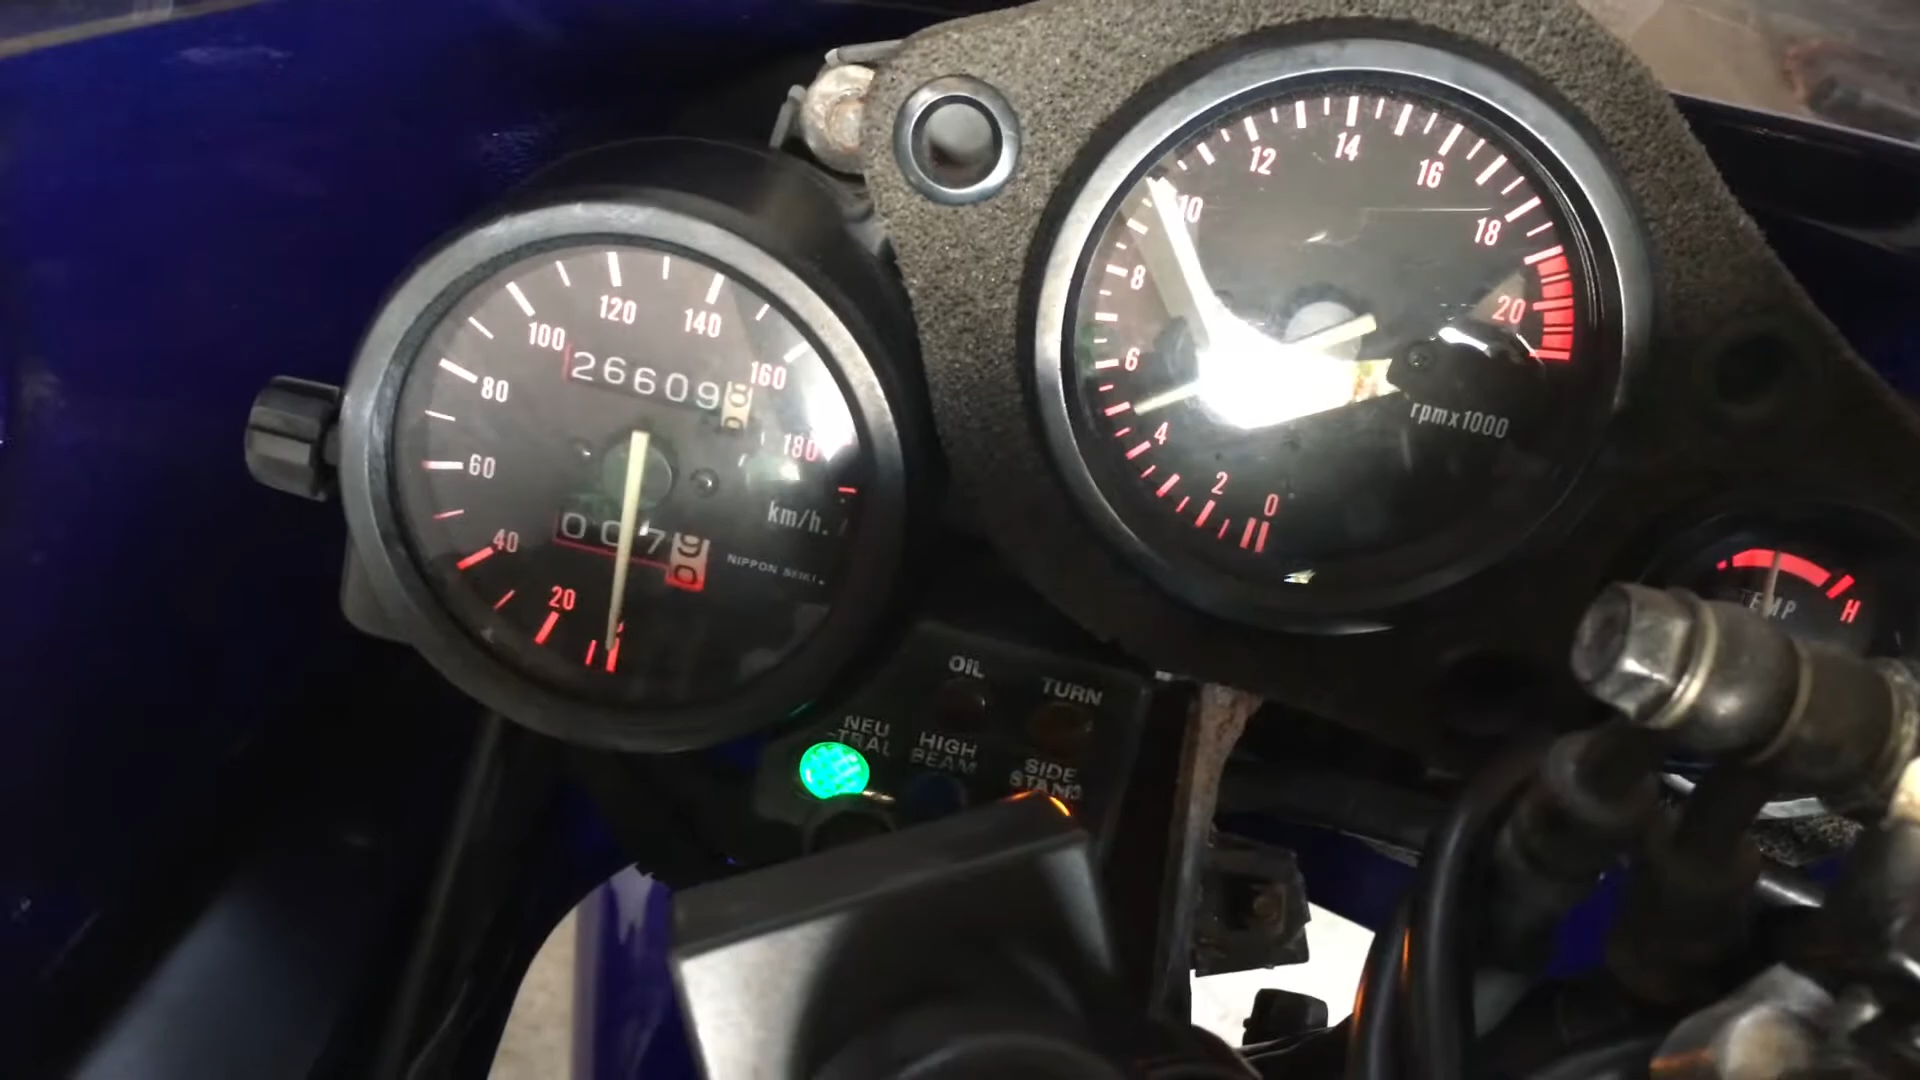 120
140
100
160
26609
80
180
60
km/h.
40
NIPPON SEIKI.
20
14
12
16
10
18
8
20
6
rpmx1000
4
2
0
TEMP
H
OIL
TURN
NEU
-TRAL
HIGH
BEAM
SIDE
STAND